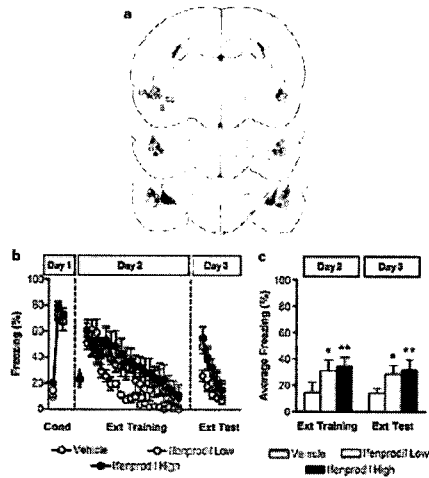 a
b
Day 1
Day 2
Day 3
Freezing (%)
100
80
60
40
20
0
Cond
Ext Training
Ext Test
Vehicle
Ifenprodil Low
Ifenprodil High
c
Day 2
Day 3
Average Freezing (%)
100
80
60
40
20
0
* **
* **
Ext Training
Ext Test
Vehicle
Ifenprodil Low
Ifenprodil High